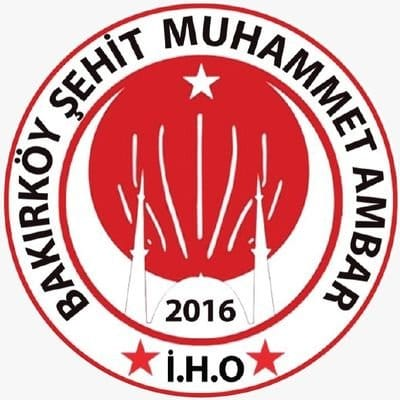 BAKIRKÖY ŞEHİT MUHAMMET AMBAR
2016
İ.H.O